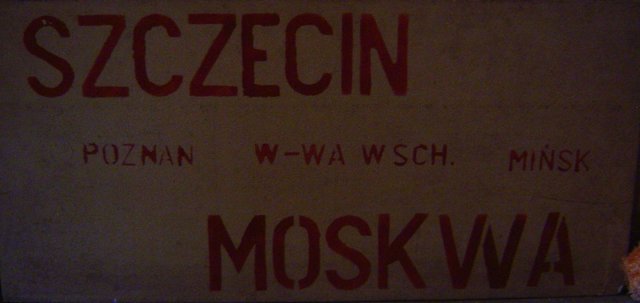 SZCZECIN
POZNAN W-WA WSCH. MIŃSK
MOSKWA